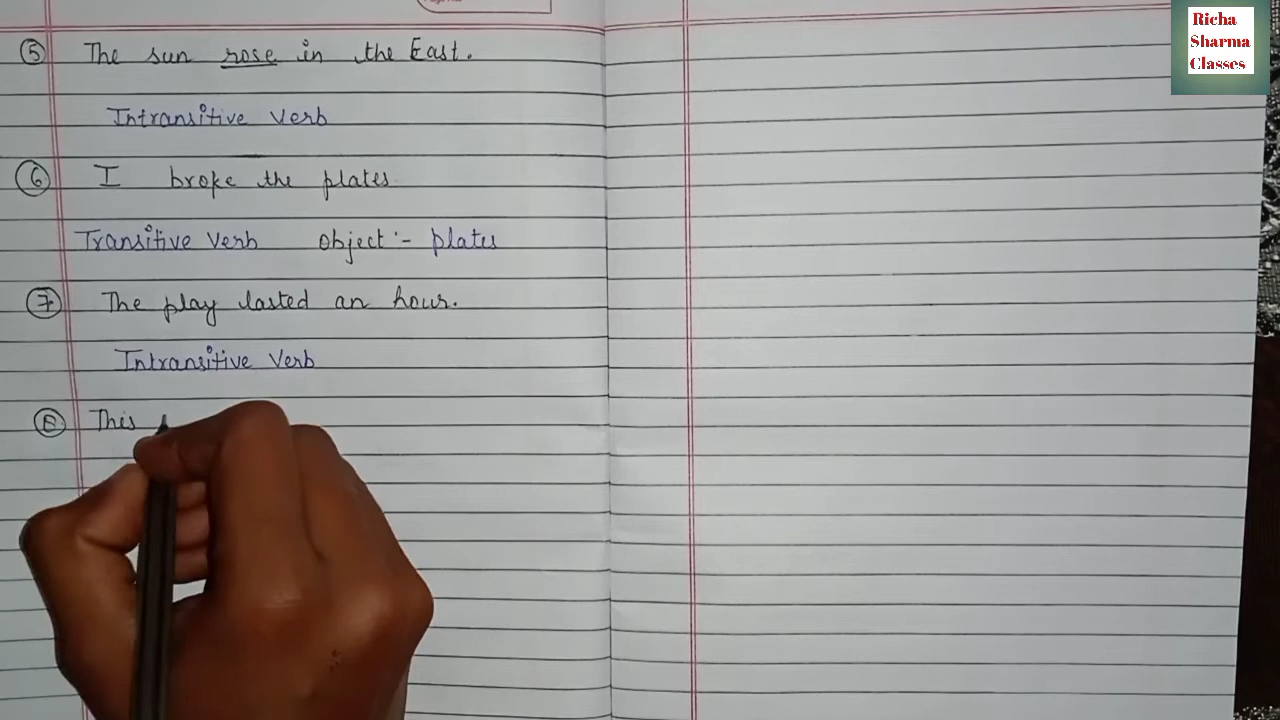 ⑤ The sun rose in the East.
Intransitive Verb
⑥ I broke the plates
Transitive Verb object :- plates
⑦ The play lasted an hour.
Intransitive Verb
⑧ This
Richa
Sharma
Classes